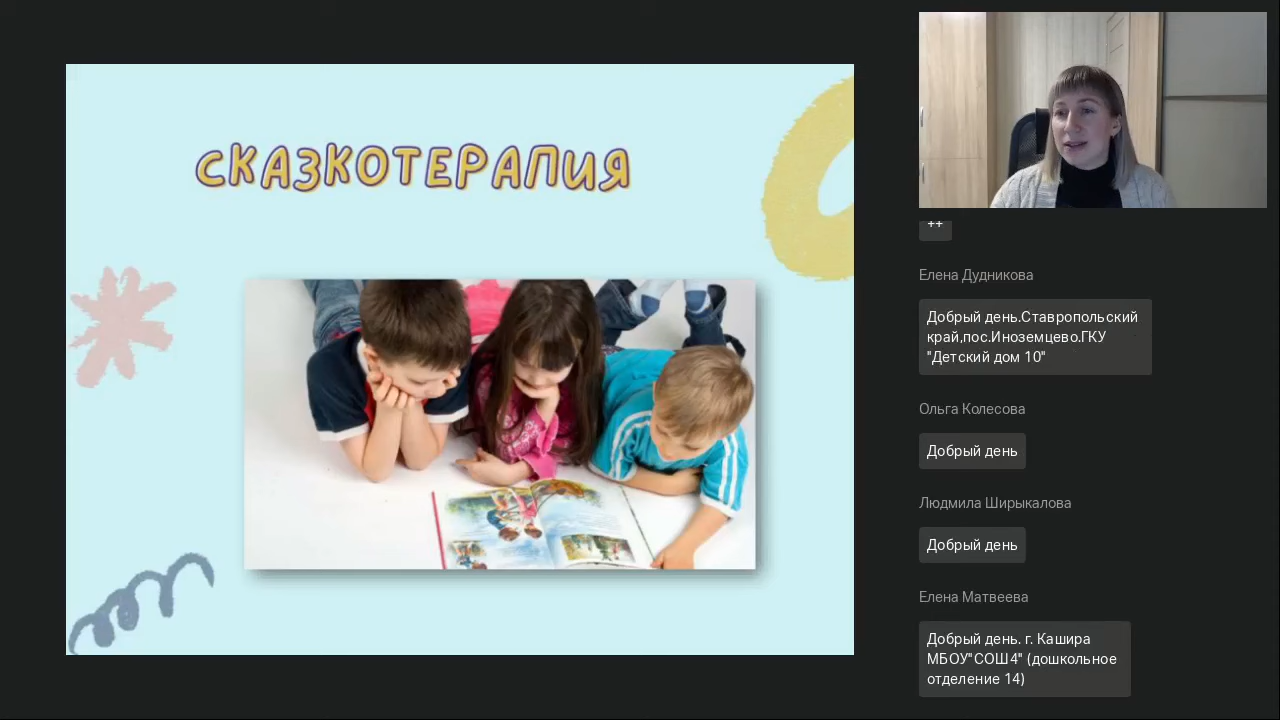 СКАЗКОТЕРАПИЯ
++
Елена Дудникова
Добрый день.Ставропольский
край,пос.Иноземцево.ГКУ
"Детский дом 10"
Ольга Колесова
Добрый день
Людмила Ширыкалова
Добрый день
Елена Матвеева
Добрый день. г. Кашира
МБОУ"СОШ4" (дошкольное
отделение 14)